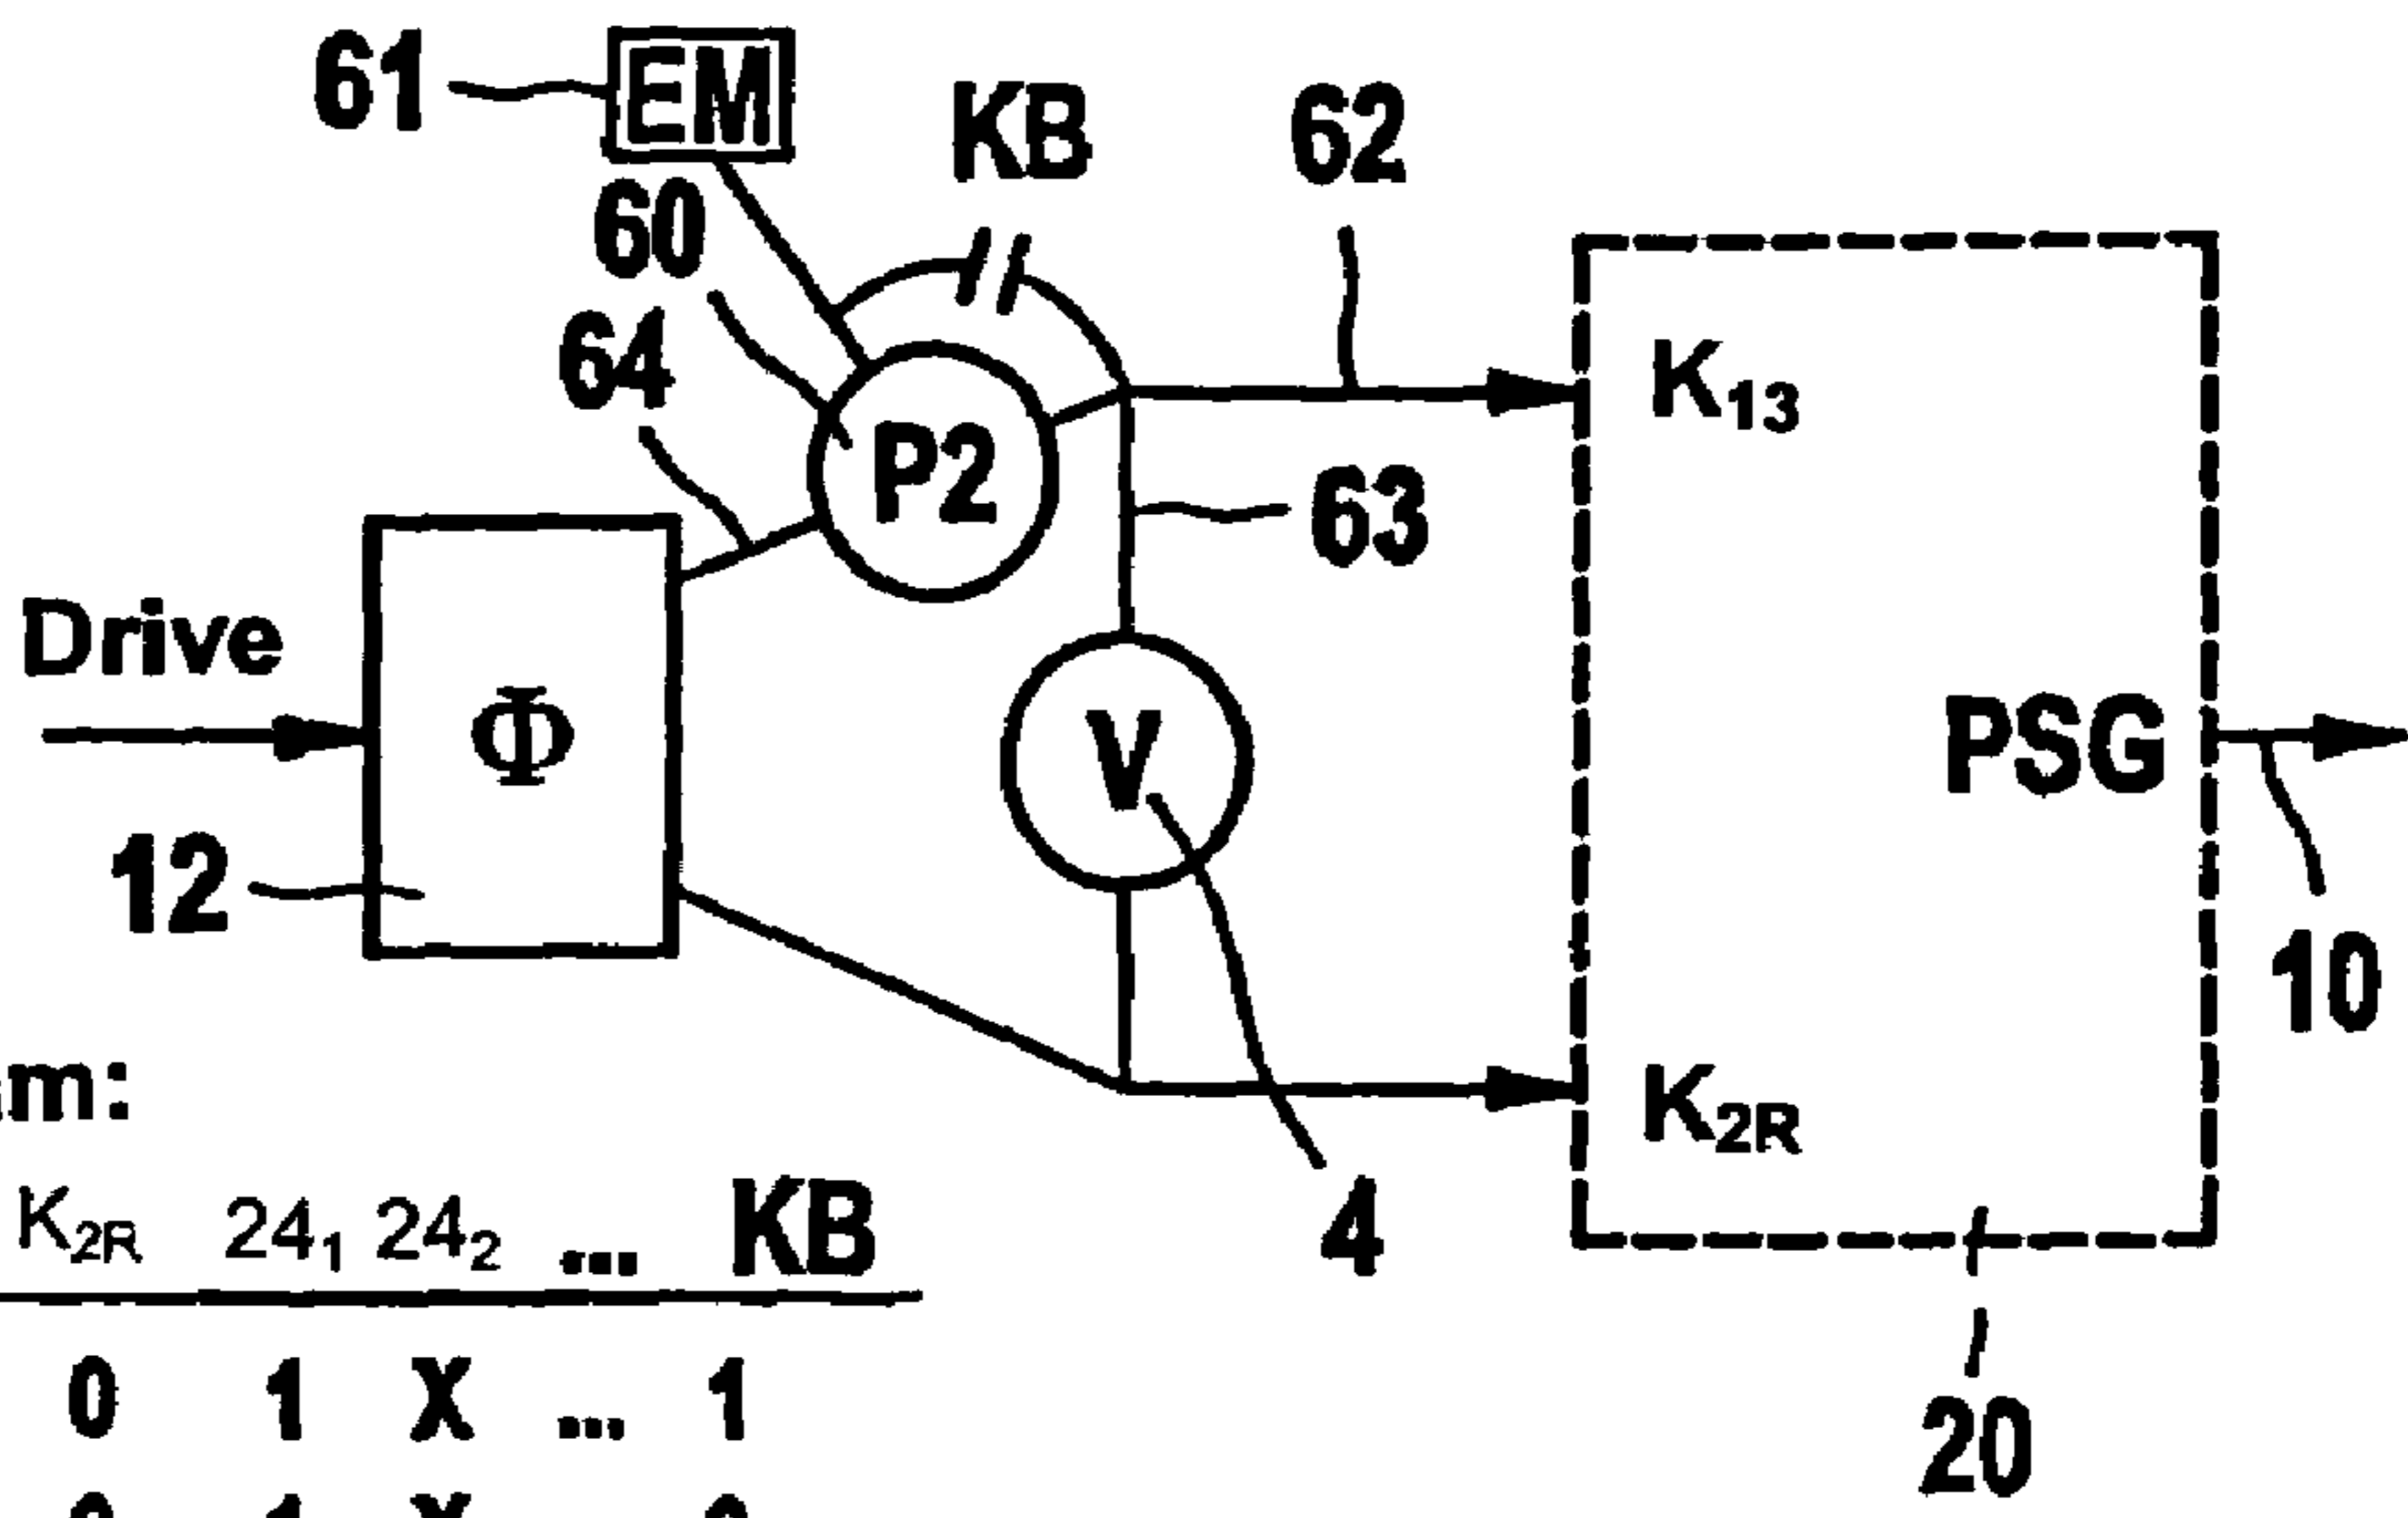 61
EM
KB
62
60
64
P2
K13
63
Drive
Φ
V
PSG
12
10
K2R
4
K2R 241 242 ... KB
0 1 X ... 1
20